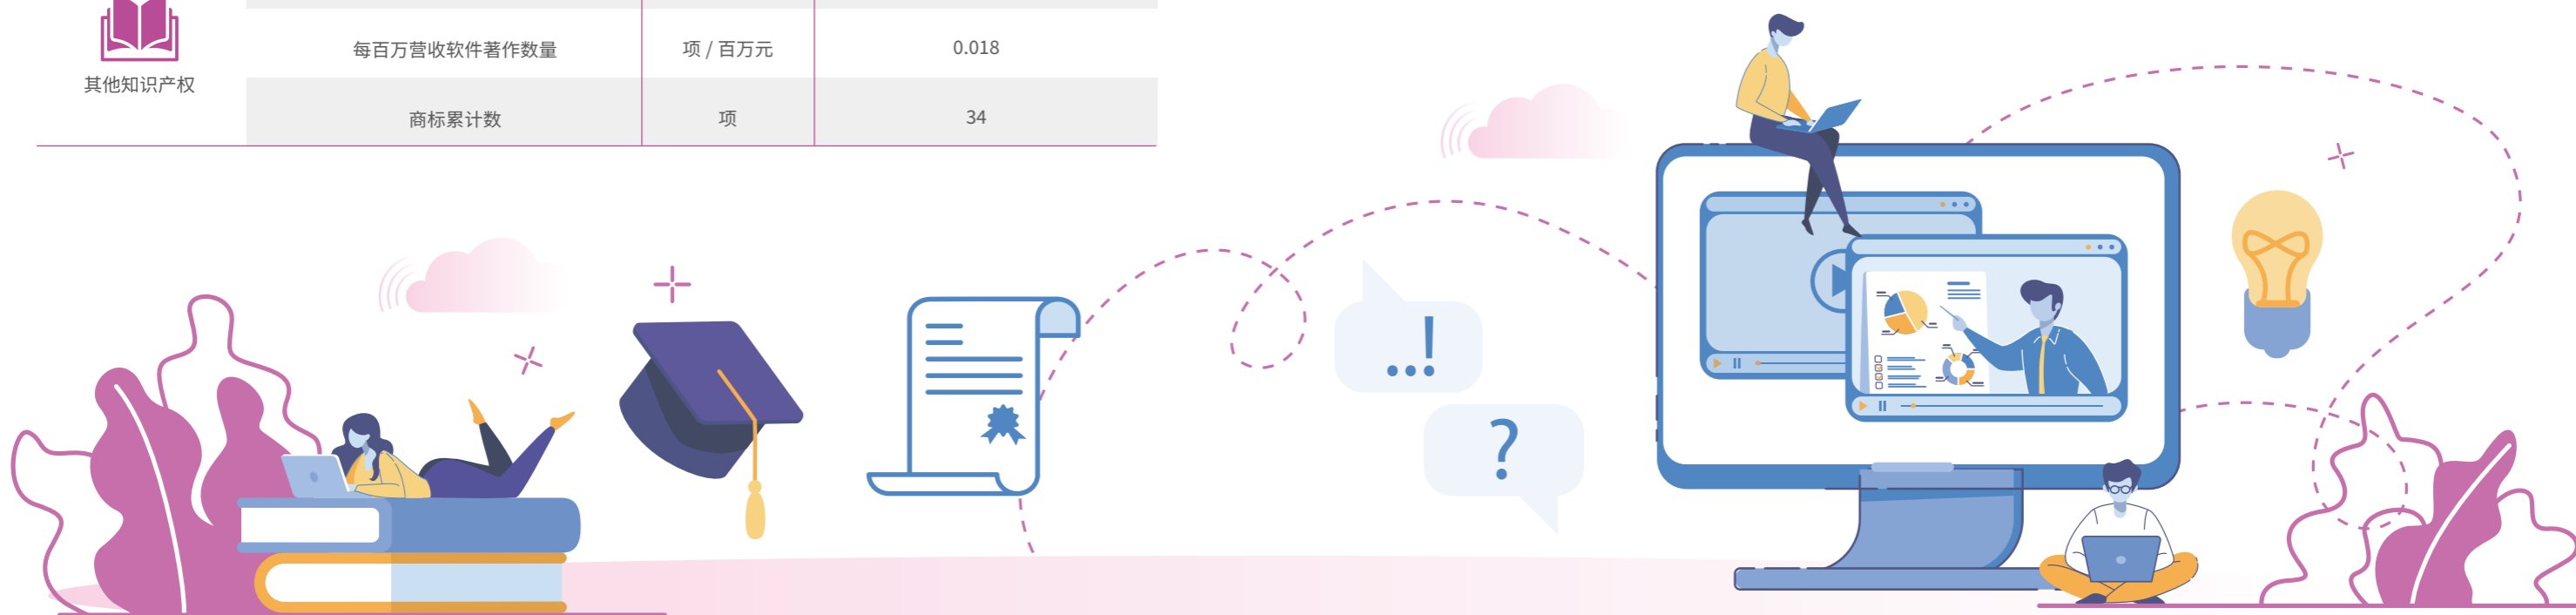 其他知识产权
每百万营收软件著作数量 项 / 百万元 0.018
商标累计数 项 34
..!
?